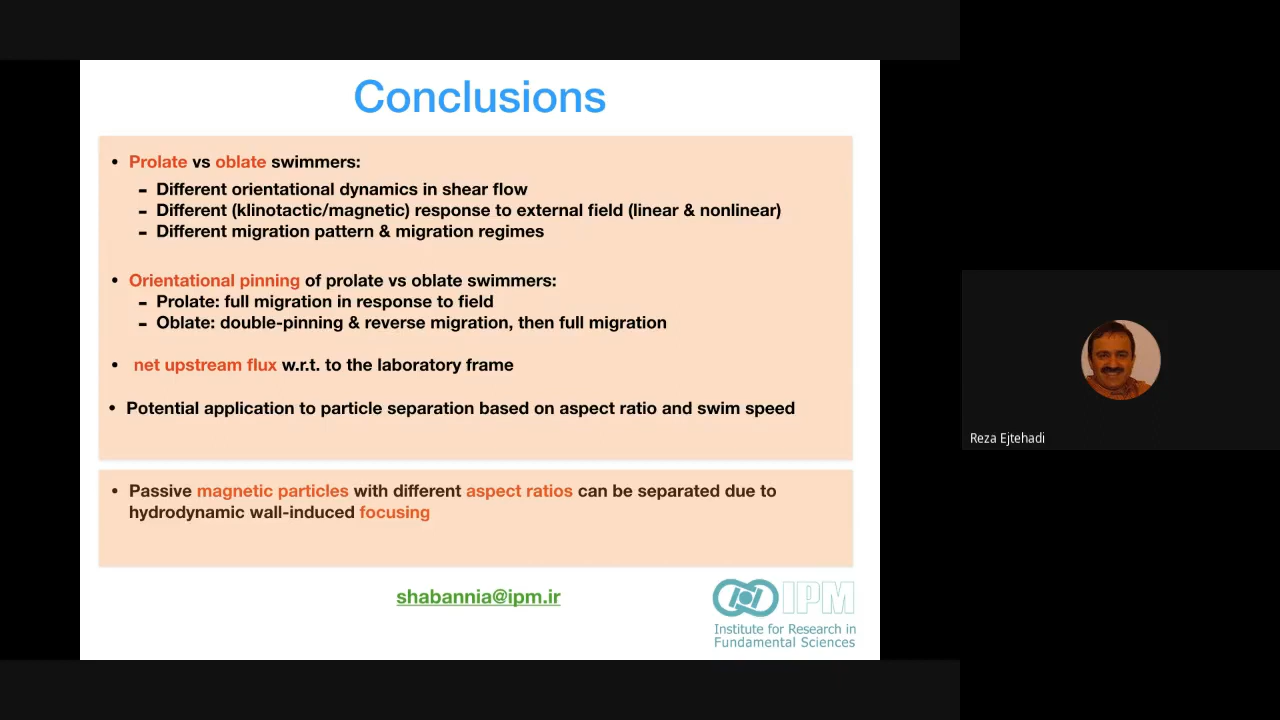 Conclusions
• Prolate vs oblate swimmers:
- Different orientational dynamics in shear flow
- Different (klinotactic/magnetic) response to external field (linear & nonlinear)
- Different migration pattern & migration regimes
• Orientational pinning of prolate vs oblate swimmers:
- Prolate: full migration in response to field
- Oblate: double-pinning & reverse migration, then full migration
• net upstream flux w.r.t. to the laboratory frame
• Potential application to particle separation based on aspect ratio and swim speed
Reza Ejtehadi
• Passive magnetic particles with different aspect ratios can be separated due to
hydrodynamic wall-induced focusing
shabannia@ipm.ir
IPM
Institute for Research in
Fundamental Sciences